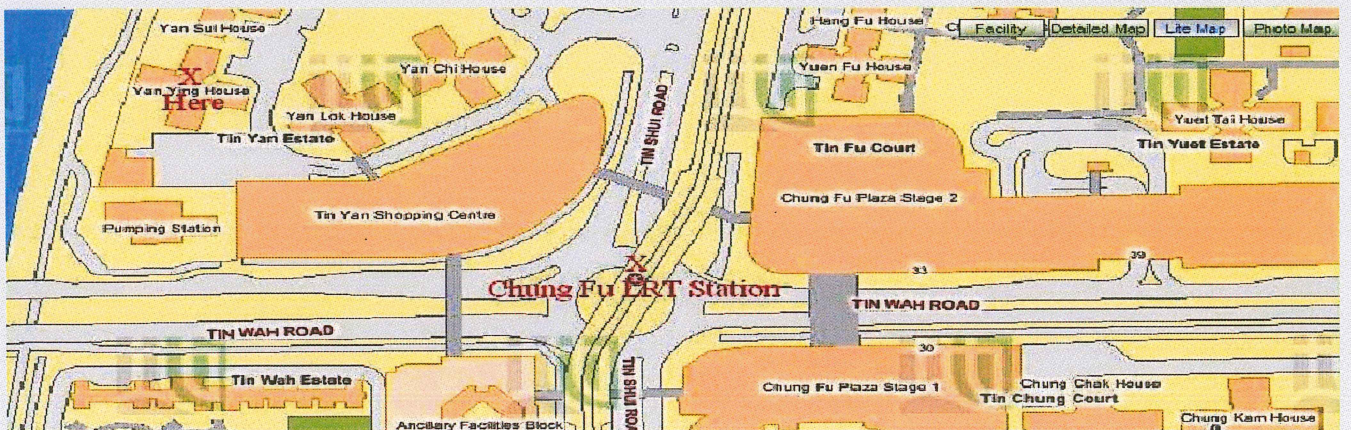 Yan Sui House
Hang Fu House
Facility
Detailed Map
Lite Map
Photo Map
Yan Chi House
Yuen Fu House
X
Yan Ying House
Here
Yan Lok House
TIN SHUI ROAD
Yuet Tai House
Tin Yan Estate
Tin Fu Court
Tin Yuet Estate
Chung Fu Plaza Stage 2
Tin Yan Shopping Centre
Pumping Station
39
X
33
Chung Fu LRT Station
TIN WAH ROAD
TIN WAH ROAD
30
Tin Wah Estate
TIN SHUI ROA
Chung Fu Plaza Stage 1
Chung Chak House
Tin Chung Court
Ancillary Facilities Block
Chung Kam House